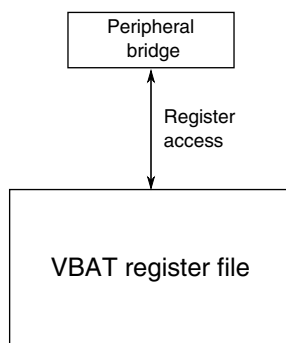 Peripheral
bridge
Register
access
VBAT register file